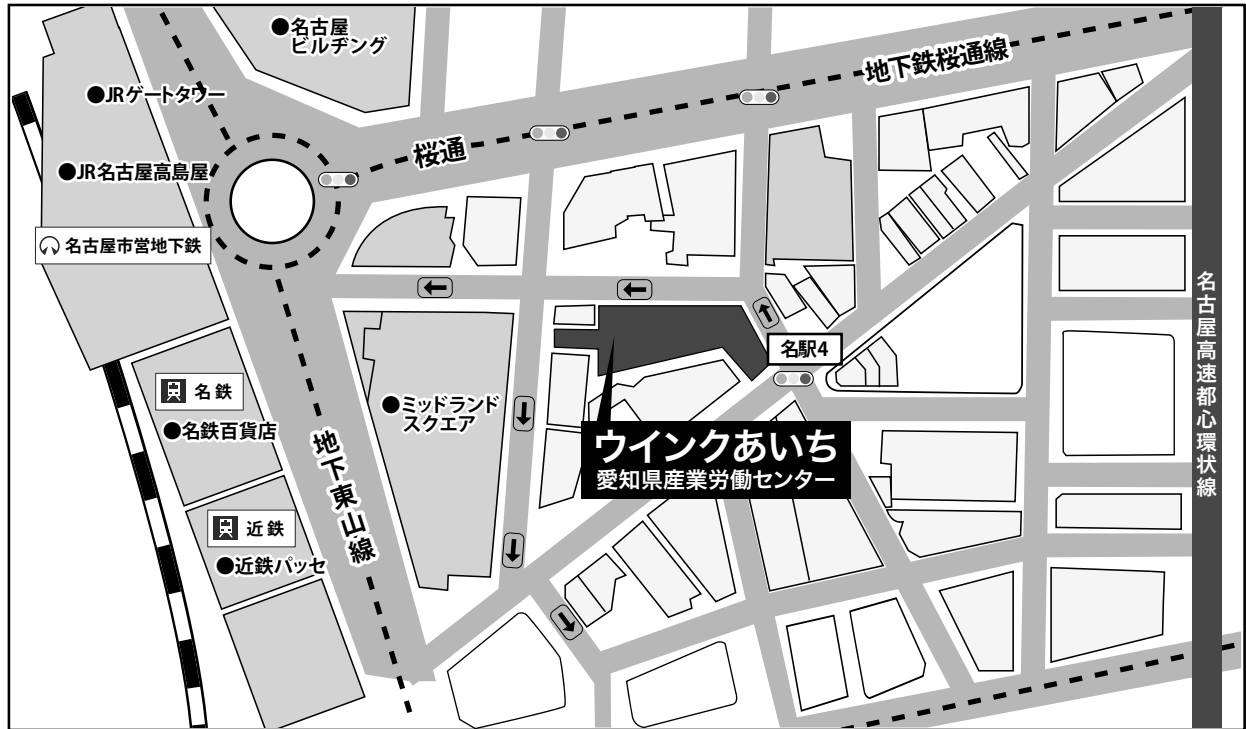 ●名古屋
ビルヂング
●JRゲートタワー
地下鉄桜通線
桜通
●JR名古屋高島屋
名古屋市営地下鉄
名古屋高速都心環状線
名駅4
名鉄
●名鉄百貨店
●ミッドランド
スクエア
ウインクあいち
愛知県産業労働センター
地下東山線
近鉄
●近鉄パッセ